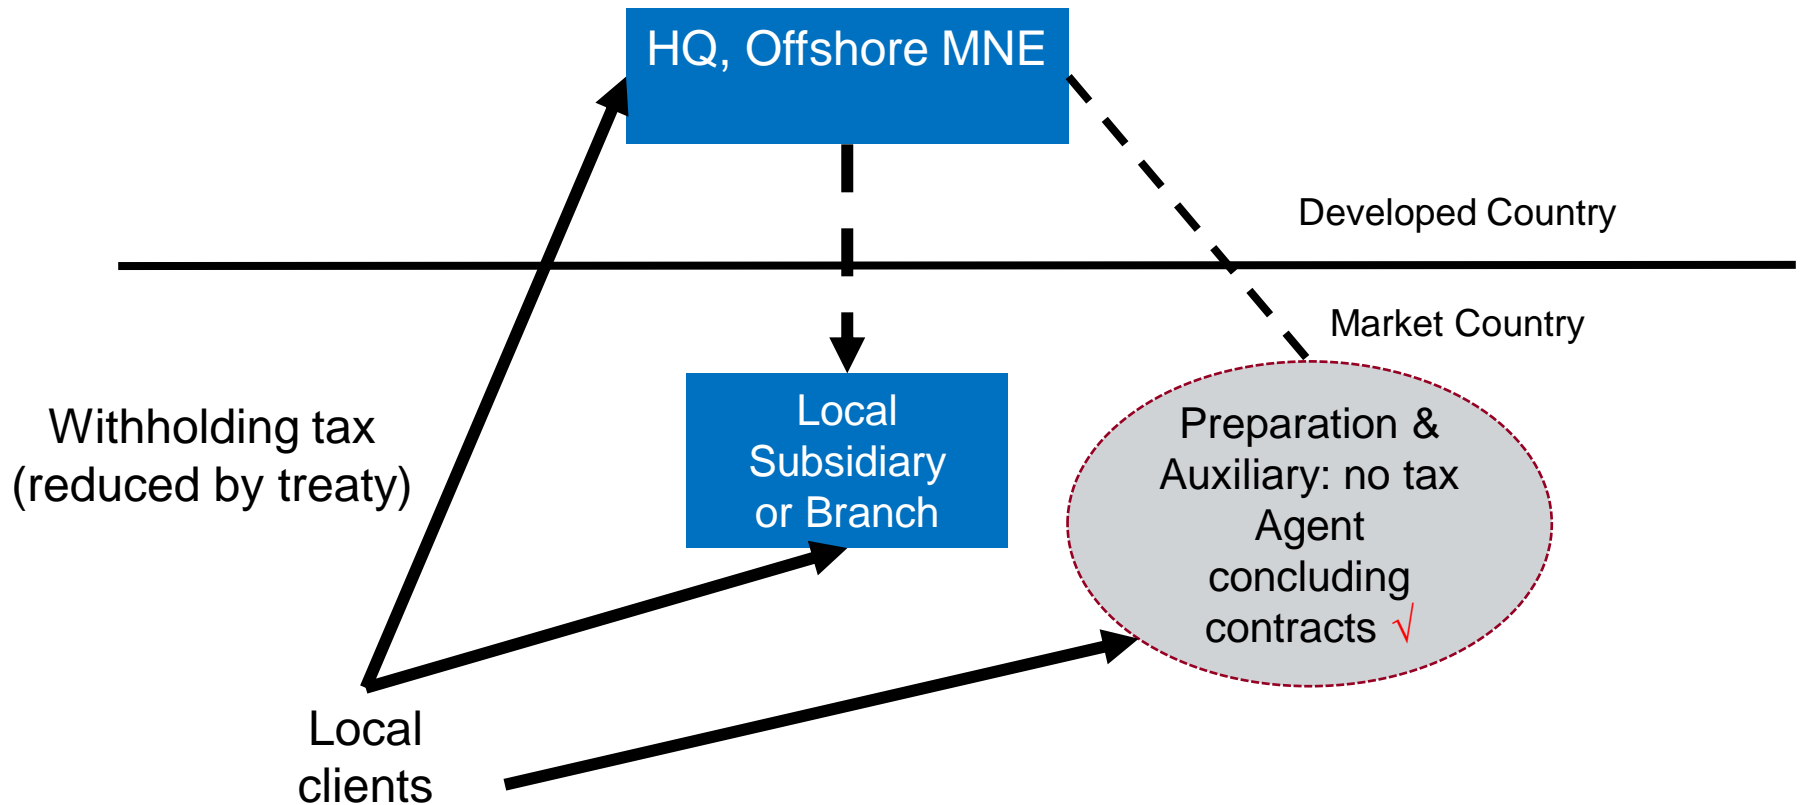 HQ, Offshore MNE
Developed Country
Market Country
Withholding tax
(reduced by treaty)
Local
Subsidiary
or Branch
Preparation &
Auxiliary: no tax
Agent
concluding
contracts √
Local
clients